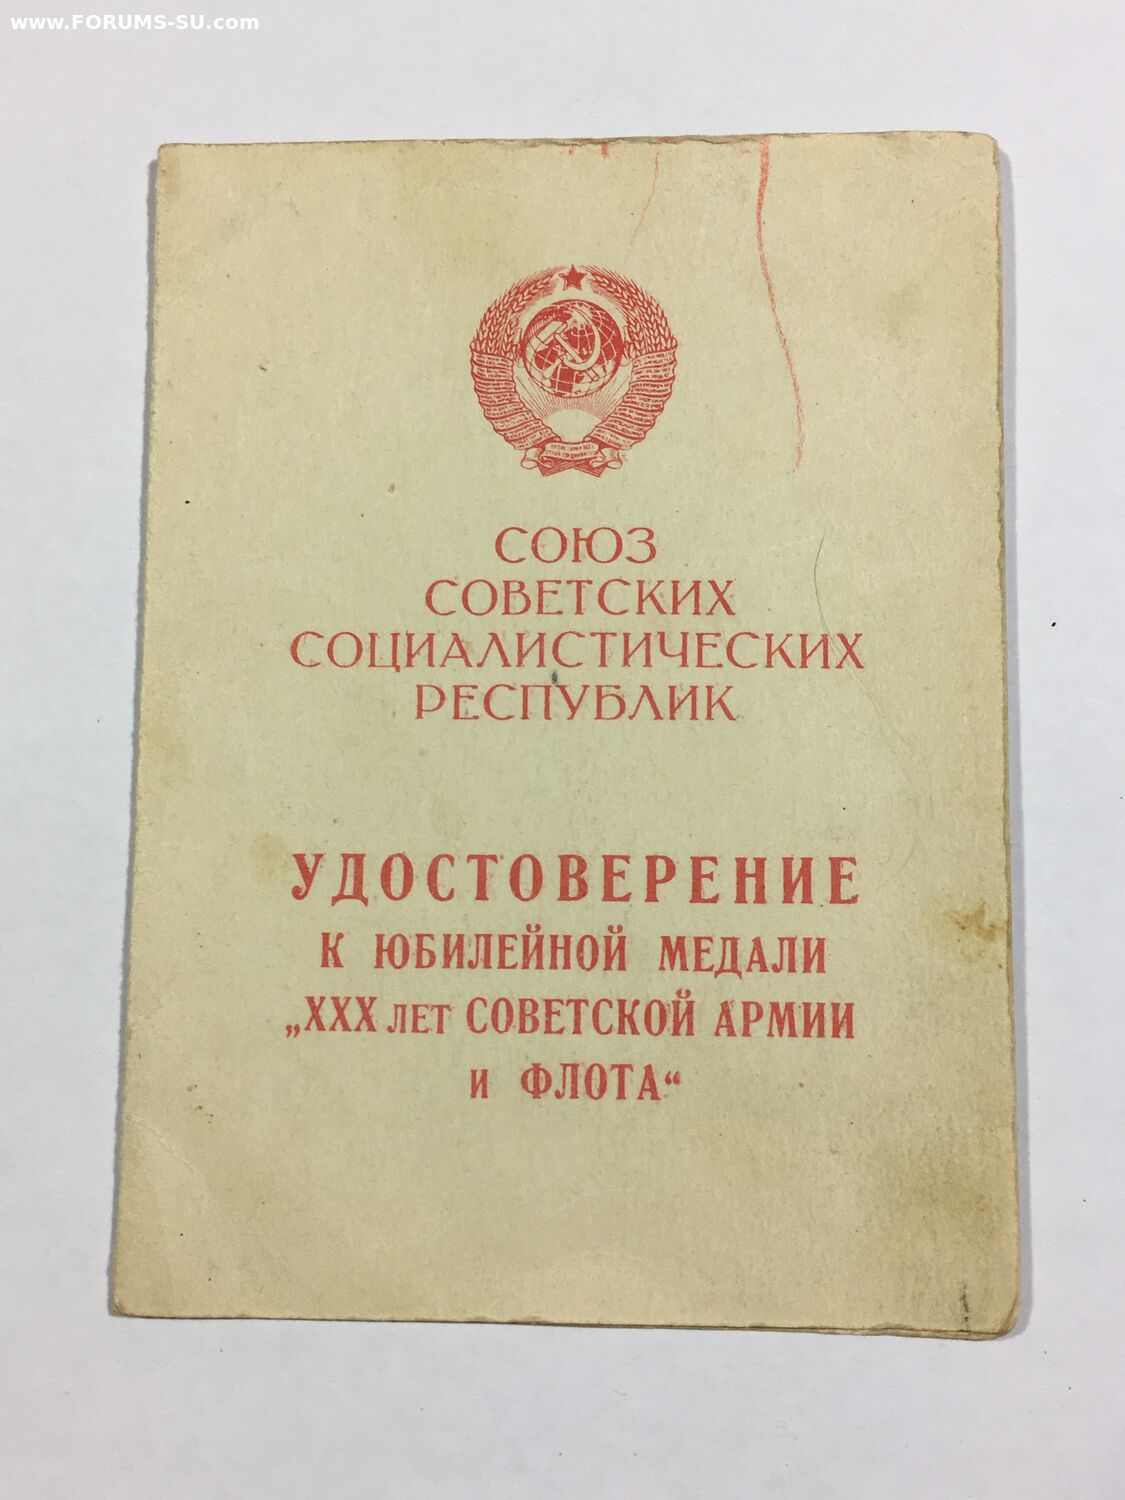 www.FORUMS-SU.com
СОЮЗ
СОВЕТСКИХ
СОЦИАЛИСТИЧЕСКИХ
РЕСПУБЛИК
УДОСТОВЕРЕНИЕ
К ЮБИЛЕЙНОЙ МЕДАЛИ
„XXX ЛЕТ СОВЕТСКОЙ АРМИИ
И ФЛОТА“